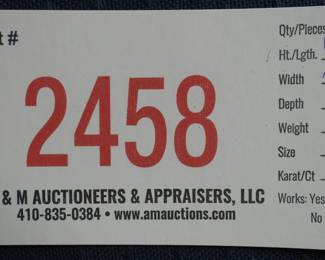 t #
2458
& M AUCTIONEERS & APPRAISERS, LLC
410-835-0384 • www.amauctions.com
Qty/Pieces
Ht./Lgth.
Width
Depth
Weight
Size
Karat/Ct
Works: Yes
No